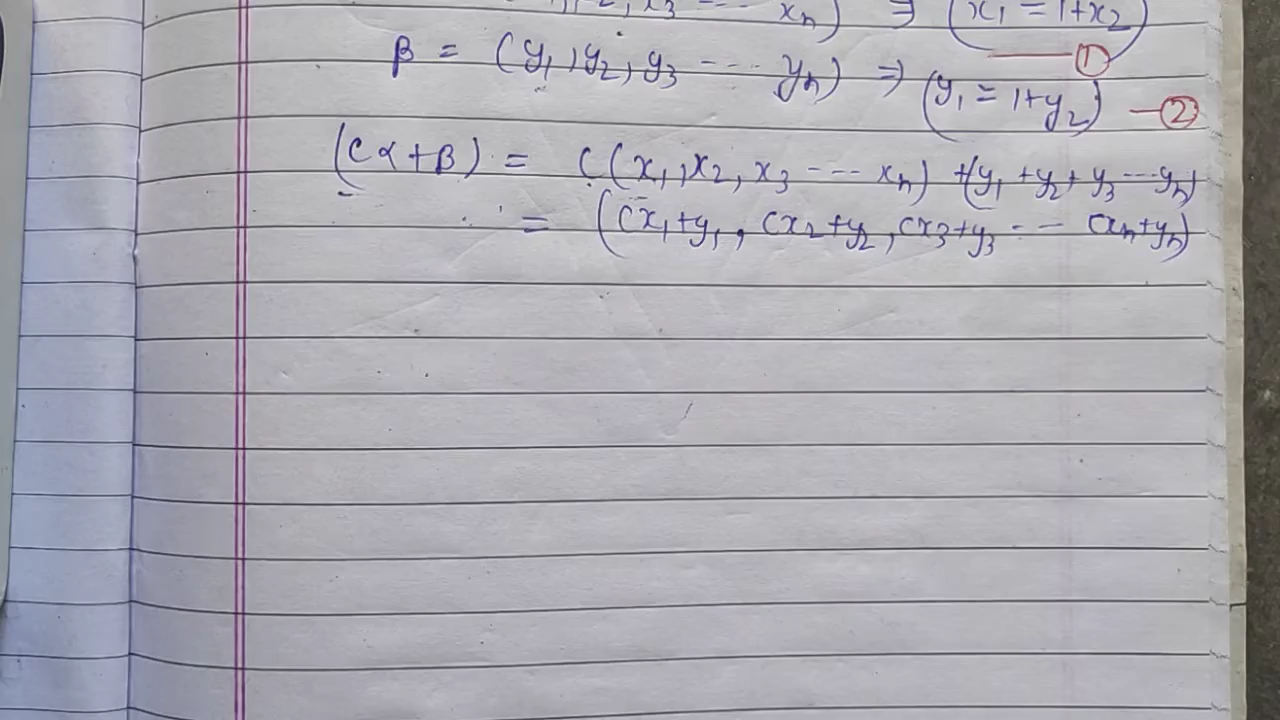 x3 --- xn) ⇒ (x1 = 1+x2) —①
β = (y1, y2, y3 --- yn) ⇒ (y1 = 1+y2) —②
(cα+β) = c(x1, x2, x3 --- xn) +(y1 +y2+ y3 --- yn)
= (cx1+y1, cx2+y2, cx3+y3 -- cxn+yn)